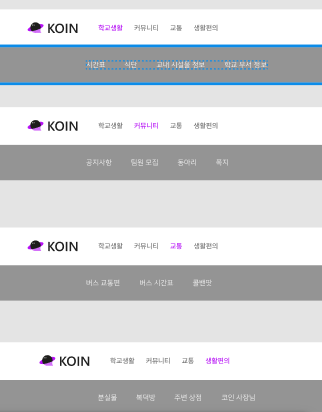 KOIN 학교생활 커뮤니티 교통 생활편의
시간표 식단 교내 시설물 정보 학교 부서 정보
KOIN 학교생활 커뮤니티 교통 생활편의
공지사항 팀원 모집 동아리 쪽지
KOIN 학교생활 커뮤니티 교통 생활편의
버스 교통편 버스 시간표 콜밴팟
KOIN 학교생활 커뮤니티 교통 생활편의
분실물 복덕방 주변 상점 코인 사장님